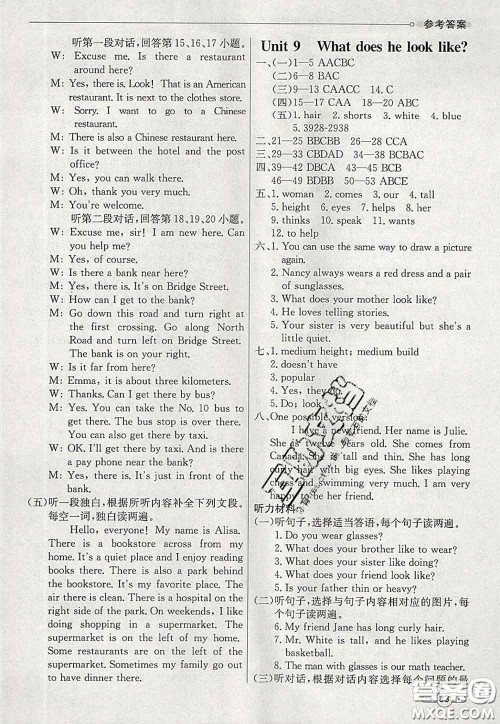 参考答案
听第一段对话，回答第15、16、17小题。
W: Excuse me. Is there a restaurant
around here?
M: Yes, there is. Look! That is an American
restaurant. It is next to the clothes store.
W: Sorry, I want to go to a Chinese
restaurant.
M: There is also a Chinese restaurant here.
W: Is it between the hotel and the post
office?
M: Yes, you can walk there.
W: Oh, thank you very much.
M: You're welcome.
听第二段对话，回答第18、19、20小题。
W: Excuse me, sir! I am new here. Can
you help me?
M: Yes, of course.
W: Is there a bank near here?
M: Yes, there is. It's on Bridge Street.
W: How can I get to the bank?
M: Go down this road and turn right at
the first crossing. Go along North
Road and turn left on Bridge Street.
The bank is on your right.
W: Is it far from here?
M: Emma, it is about three kilometers.
W: Thanks. Can I get there by bus?
M: Yes. You can take the No. 10 bus to get
there. The bus stop is over there.
You can also get there by taxi.
W: OK. I'll get there by taxi. And is there
a pay phone near the bank?
M: Yes, there is. It's just in front of the
bank.
(五)听一段独白，根据所听内容补全下列文段。
每空一词，独白读两遍。
Hello, everyone! My name is Alisa.
There is a bookstore across from my
home. It's a quiet place and I enjoy reading
books there. There is also a park behind
the bookstore. It's my favorite place. The
air there is clean. There is a hospital on the
right side of the park. On weekends, I like
doing shopping in a supermarket. The
supermarket is on the left of my home.
Some restaurants are near the supermarket.
Sometimes my family go out
to have dinner there.
Unit 9 What does he look like?
一、(一)1—5 AACBC
(二)6—8 BAC
(三)9—13 CAACC 14 BACC
(四)15—17 CAA 18—20 ABC
(五)1. hair 2. shorts 3. white 4. blue
5. 3928-2938
二、21—25 BBCBB 26—28 CCA
三、29—33 CBDAD 34—38 BCBAC
四、39—42 DBCA 43—45 BCB
46—49 BDBB 50—53 ABCE
五、1. woman 2. comes 3. our 4. tall
5. height 6. eyes 7. helps 8. her
9. thinks 10. speak 11. wants
12. to help
六、1. You can use the same way to draw a picture
again.
2. Nancy always wears a red dress and a pair
of sunglasses.
3. What does your mother look like?
4. He loves telling stories.
5. Your sister is very beautiful but she's a
little quiet.
七、1. medium height; medium build
2. doesn't have
3. popular
4. Yes, they do.
5. Do; look
八、One possible version:
I have a new friend. Her name is Julie.
She is twelve years old. She comes from
Canada. She is tall and thin. She has long
curly hair with big eyes. She likes playing
chess and swimming. I am very
happy to be her friend.
听力材料:
(一)听句子，选择适当答语，每个句子读两遍。
1. Do you wear glasses?
2. What does your brother like to wear?
3. What does your sister like doing?
4. What does your friend look like?
5. What did your father look like?
(二)听句子，选择与句子内容相对应的图片，每
个句子读两遍。
6. My friend Jane has long curly hair.
7. Mr. White is tall, and he likes playing
basketball.
8. The man with glasses is our math teacher.
(三)听对话，根据对话内容选择每个问题的最
答案圈
MXQE.COM